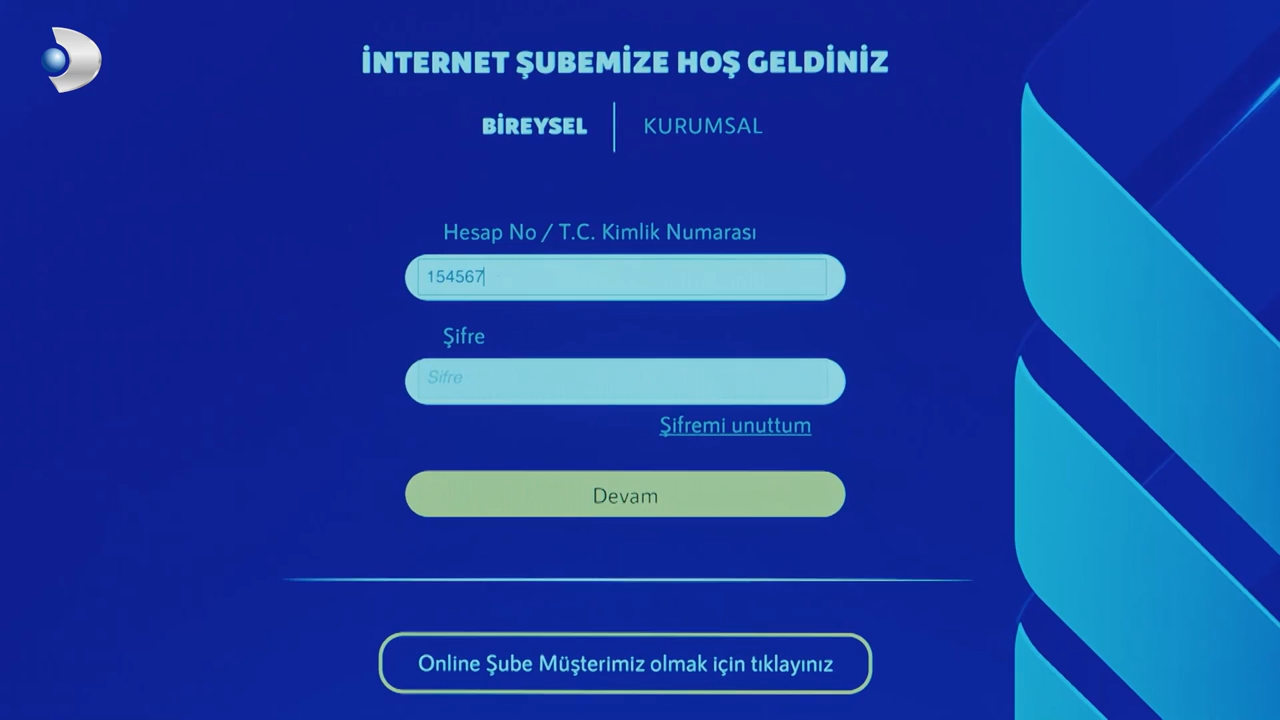 İNTERNET ŞUBEMİZE HOŞ GELDİNİZ
BİREYSEL KURUMSAL
Hesap No / T.C. Kimlik Numarası
154567
Şifre
Sifre
Şifremi unuttum
Devam
Online Şube Müşterimiz olmak için tıklayınız